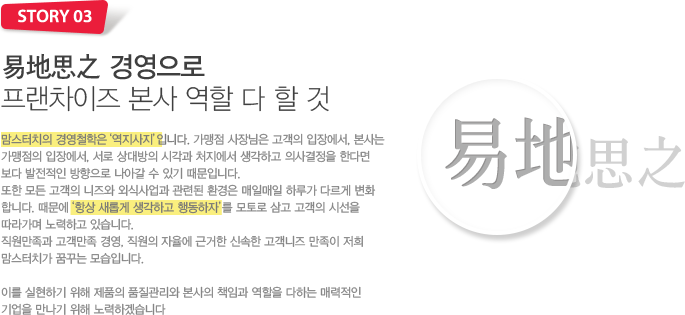 STORY 03
易地思之 경영으로
프랜차이즈 본사 역할 다 할 것
맘스터치의 경영철학은 '역지사지'입니다. 가맹점 사장님은 고객의 입장에서, 본사는
가맹점의 입장에서, 서로 상대방의 시각과 처지에서 생각하고 의사결정을 한다면
보다 발전적인 방향으로 나아갈 수 있기 때문입니다.
또한 모든 고객의 니즈와 외식사업과 관련된 환경은 매일매일 하루가 다르게 변화
합니다. 때문에 '항상 새롭게 생각하고 행동하자'를 모토로 삼고 고객의 시선을
따라가며 노력하고 있습니다.
직원만족과 고객만족 경영, 직원의 자율에 근거한 신속한 고객니즈 만족이 저희
맘스터치가 꿈꾸는 모습입니다.
이를 실현하기 위해 제품의 품질관리와 본사의 책임과 역할을 다하는 매력적인
기업을 만나기 위해 노력하겠습니다
易地思之